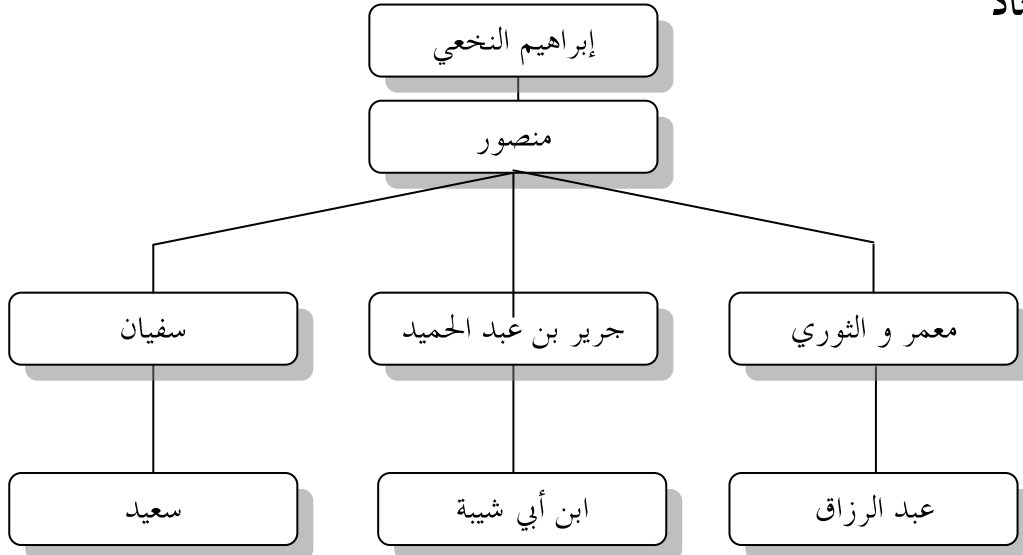 إبراهيم النخعي
منصور
معمر و الثوري
جرير بن عبد الحميد
سفيان
عبد الرزاق
ابن أبي شيبة
سعيد